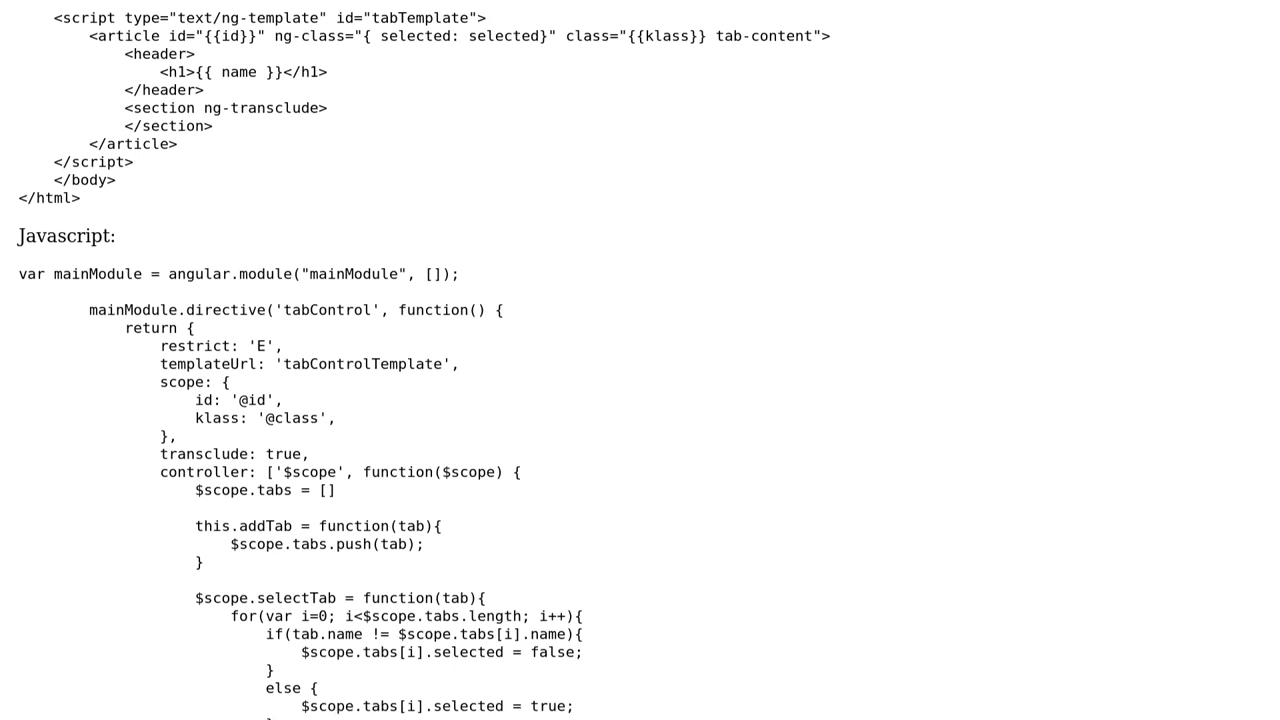 <script type="text/ng-template" id="tabTemplate">
        <article id="{{id}}" ng-class="{ selected: selected}" class="{{klass}} tab-content">
            <header>
                <h1>{{ name }}</h1>
            </header>
            <section ng-transclude>
            </section>
        </article>
    </script>
    </body>
</html>
Javascript:
var mainModule = angular.module("mainModule", []);

        mainModule.directive('tabControl', function() {
            return {
                restrict: 'E',
                templateUrl: 'tabControlTemplate',
                scope: {
                    id: '@id',
                    klass: '@class',
                },
                transclude: true,
                controller: ['$scope', function($scope) {
                    $scope.tabs = []

                    this.addTab = function(tab){
                        $scope.tabs.push(tab);
                    }

                    $scope.selectTab = function(tab){
                        for(var i=0; i<$scope.tabs.length; i++){
                            if(tab.name != $scope.tabs[i].name){
                                $scope.tabs[i].selected = false;
                            }
                            else {
                                $scope.tabs[i].selected = true;